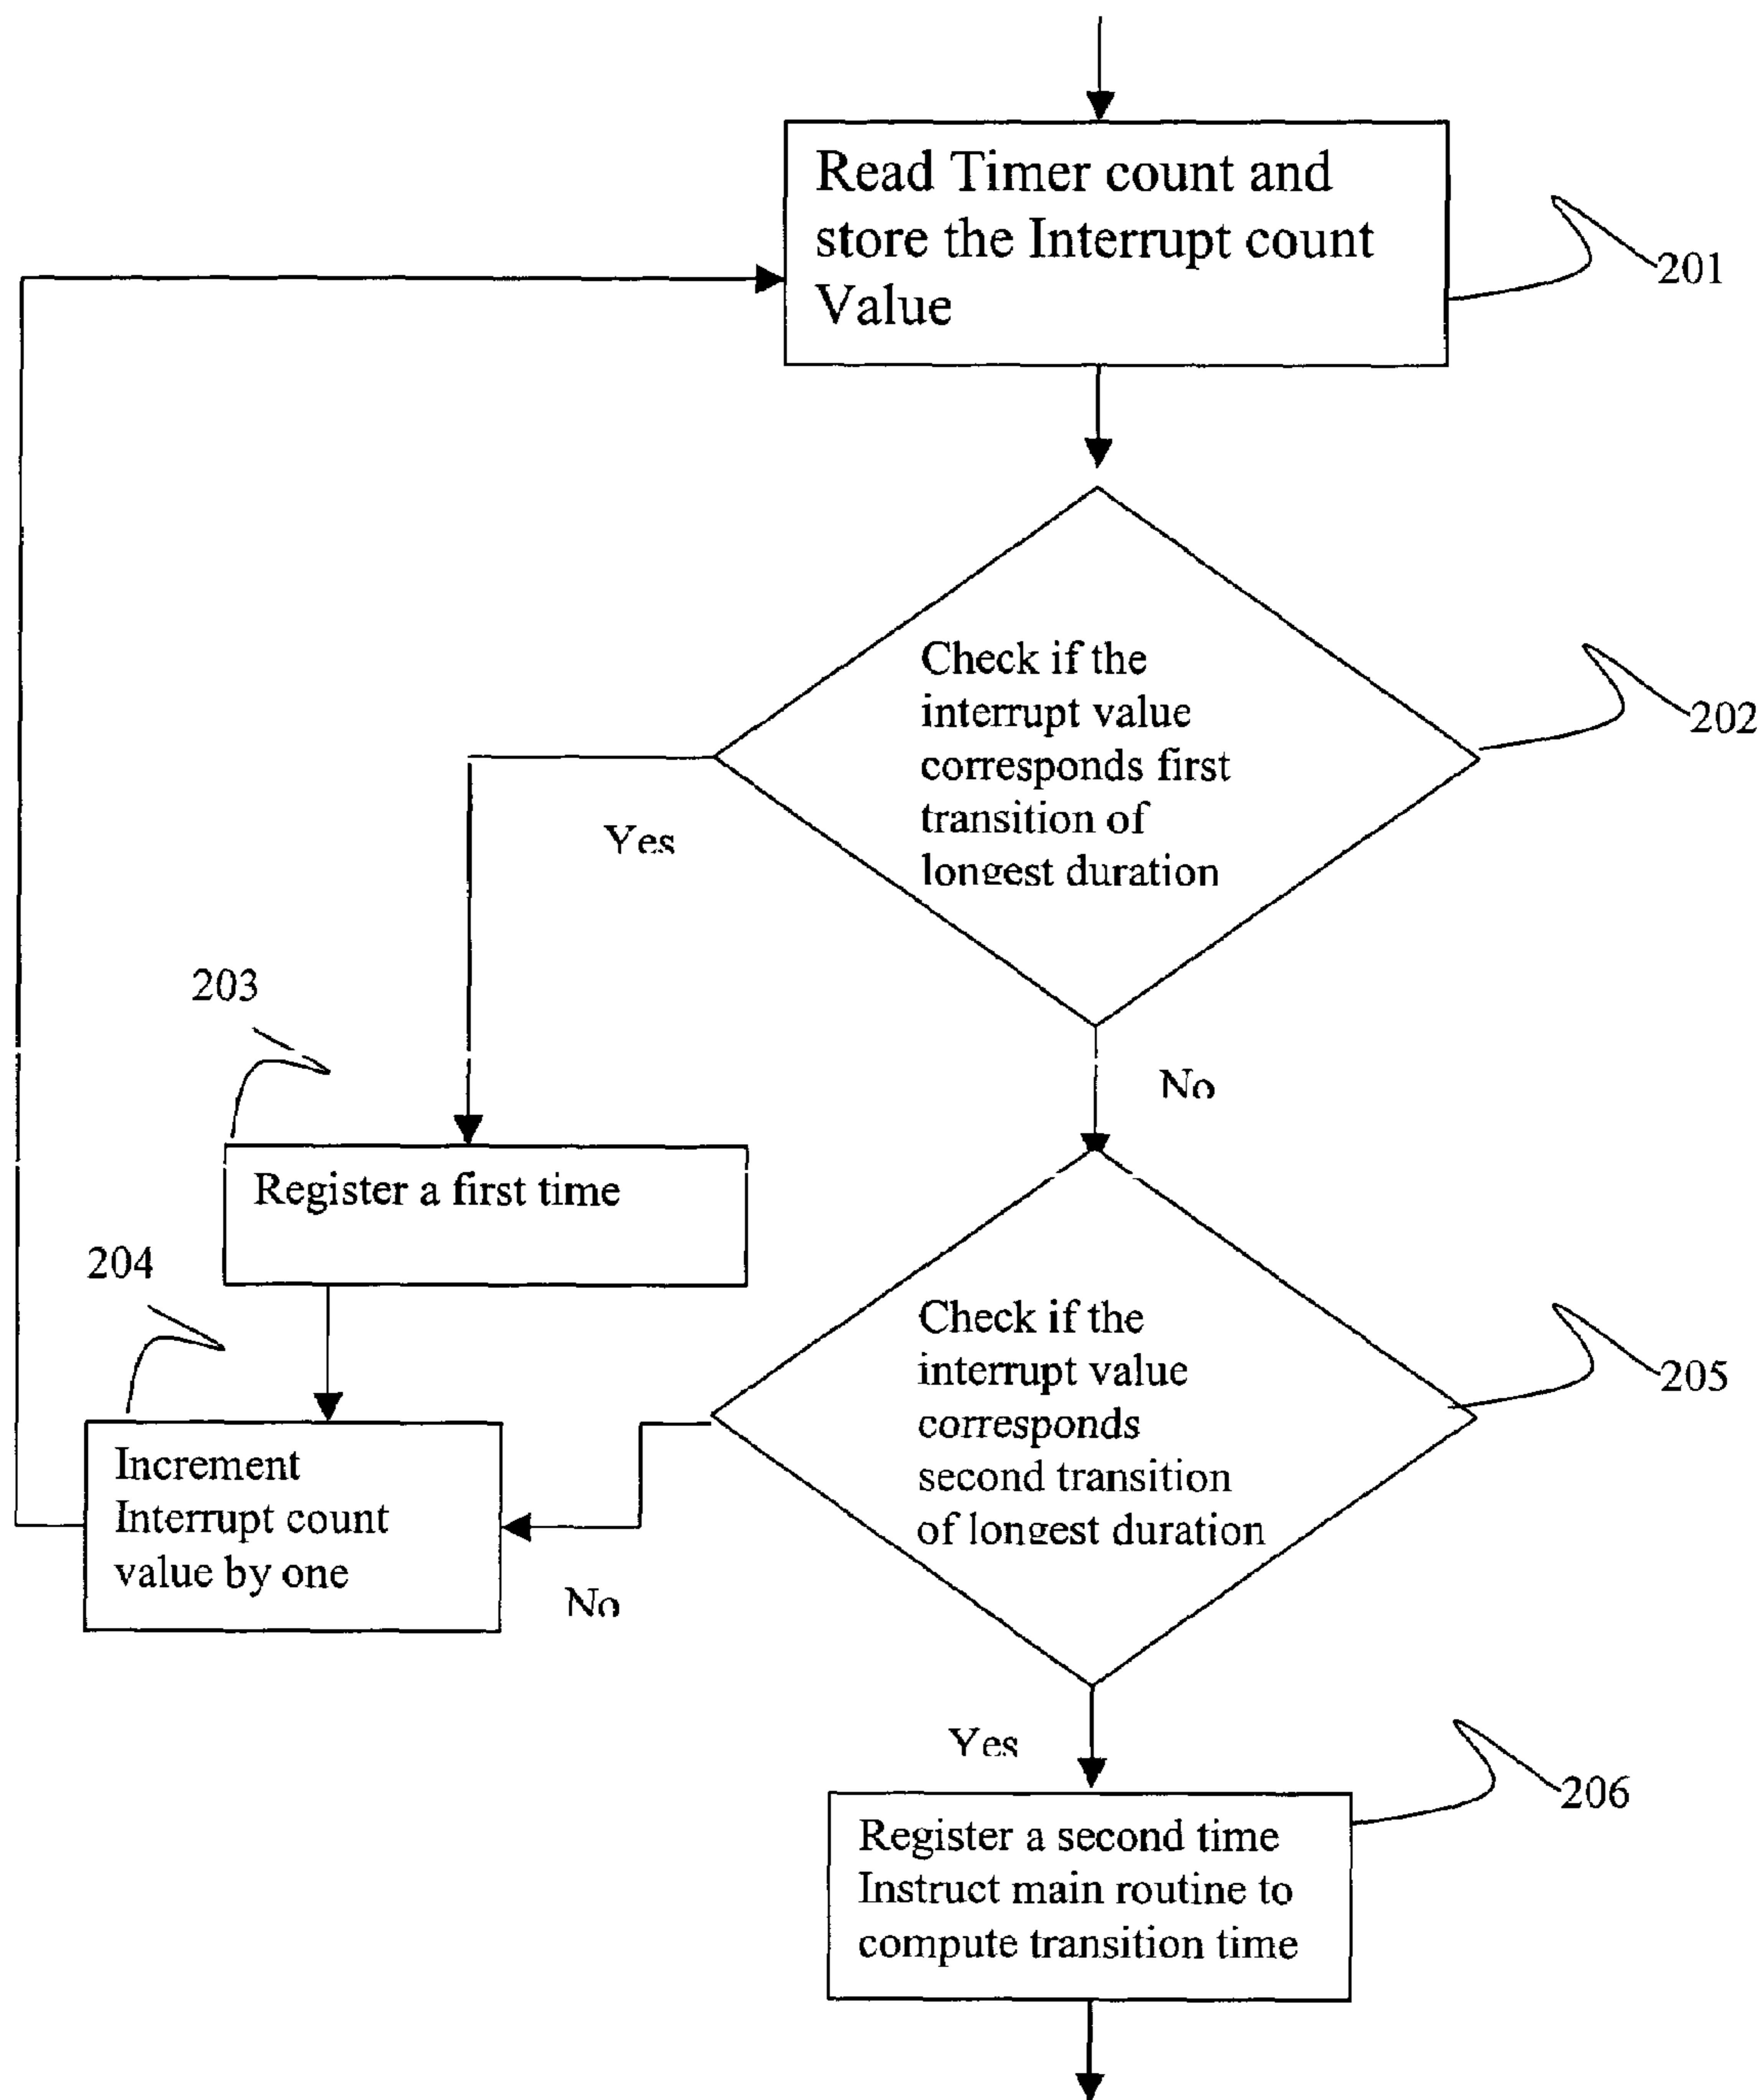 Read Timer count and
store the Interrupt count
Value
201
Check if the
interrupt value
corresponds first
transition of
longest duration
202
Yes
No
203
Register a first time
204
Increment
Interrupt count
value by one
No
Check if the
interrupt value
corresponds
second transition
of longest duration
205
Yes
Register a second time
Instruct main routine to
compute transition time
206